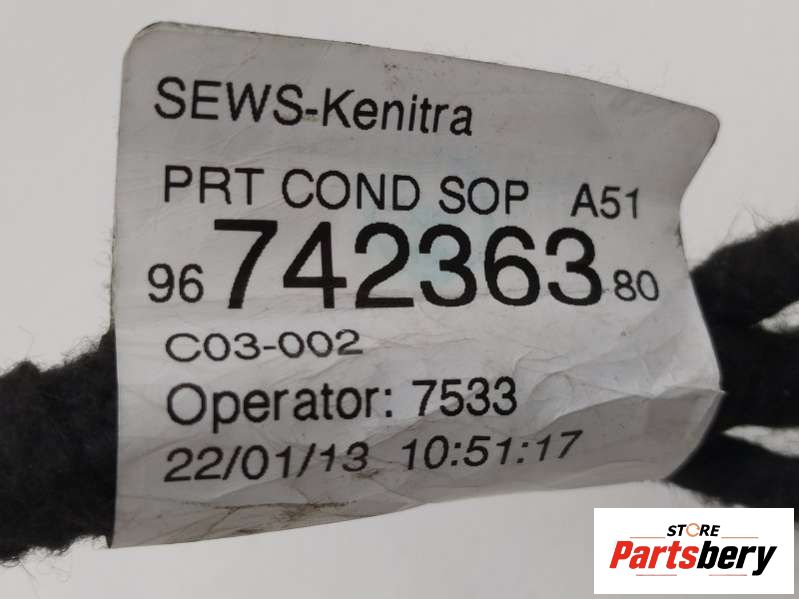 SEWS-Kenitra
PRT COND SOP A51
96 742363 80
C03-002
Operator: 7533
22/01/13 10:51:17
STORE
Partsbery